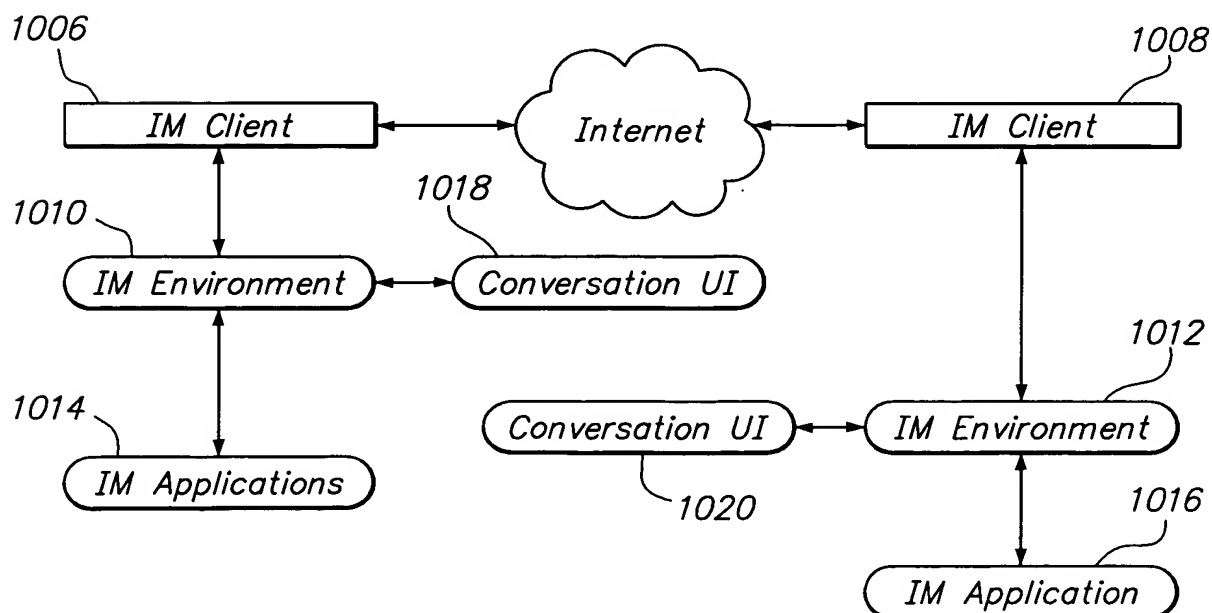 1006
1008
IM Client
Internet
IM Client
1010
1018
IM Environment
Conversation UI
1012
1014
Conversation UI
IM Environment
IM Applications
1020
1016
IM Application